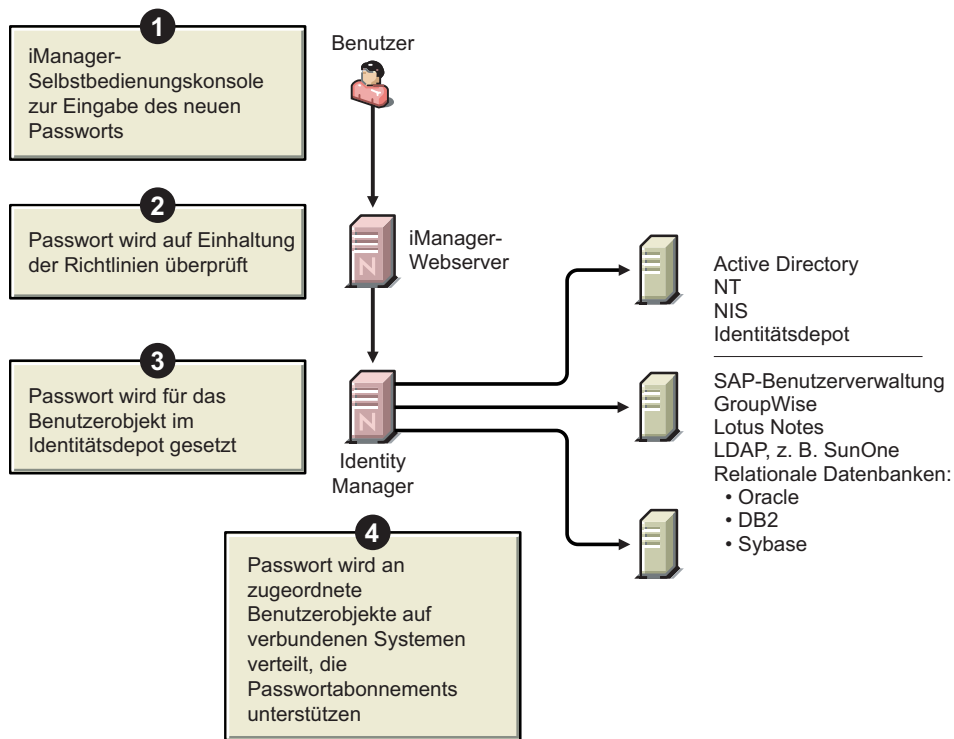 1
iManager-
Selbstbedienungskonsole
zur Eingabe des neuen
Passworts
Benutzer
2
Passwort wird auf Einhaltung
der Richtlinien überprüft
iManager-
Webserver
3
Passwort wird für das
Benutzerobjekt im
Identitätsdepot gesetzt
Identity
Manager
4
Passwort wird an
zugeordnete
Benutzerobjekte auf
verbundenen Systemen
verteilt, die
Passwortabonnements
unterstützen
Active Directory
NT
NIS
Identitätsdepot
SAP-Benutzerverwaltung
GroupWise
Lotus Notes
LDAP, z. B. SunOne
Relationale Datenbanken:
• Oracle
• DB2
• Sybase
N
N